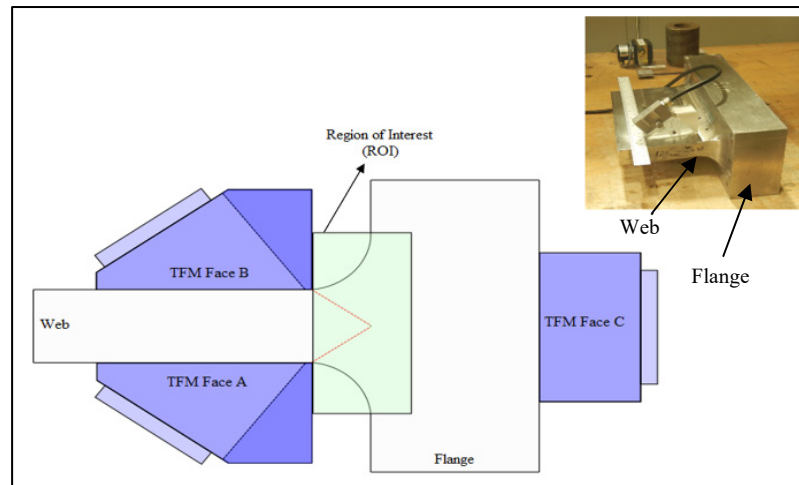 Region of Interest
(ROI)
Web
Flange
TFM Face B
TFM Face C
Web
TFM Face A
Flange